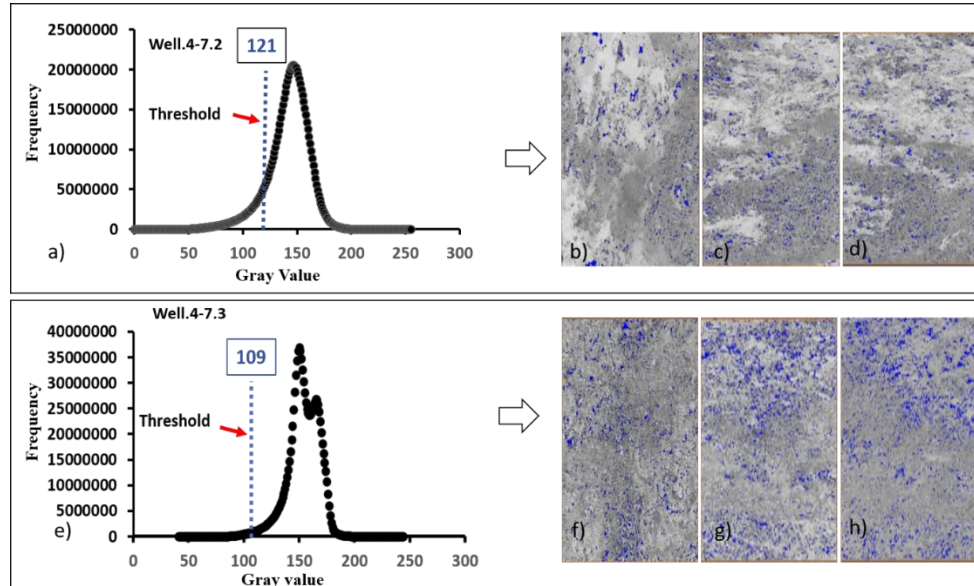 Well.4-7.2
121
Threshold
Frequency
25000000
20000000
15000000
10000000
5000000
0
0 50 100 150 200 250 300
Gray Value
a)
b)
c)
d)
Well.4-7.3
109
Threshold
Frequency
40000000
35000000
30000000
25000000
20000000
15000000
10000000
5000000
0
0 50 100 150 200 250 300
Gray value
e)
f)
g)
h)